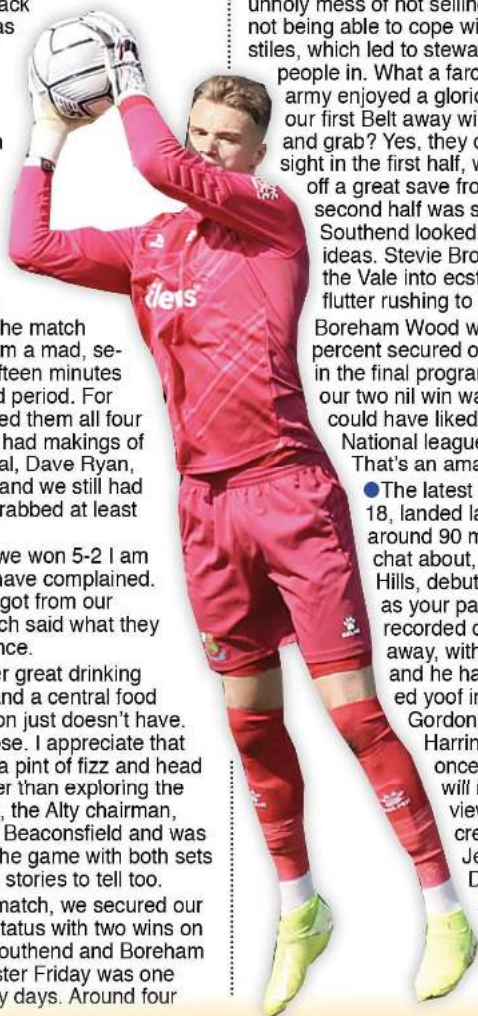 ack
as
he match
m a mad, se-
fteen minutes
d period. For
ed them all four
had makings of
al, Dave Ryan,
and we still had
rabbed at least
we won 5-2 I am
have complained.
got from our
ch said what they
nce.
er great drinking
and a central food
on just doesn't have.
ose. I appreciate that
a pint of fizz and head
er than exploring the
, the Alty chairman,
Beaconsfield and was
he game with both sets
stories to tell too.
match, we secured our
tatus with two wins on
outhend and Boreham
ster Friday was one
y days. Around four
unholy mess of not selling
not being able to cope wi
stiles, which led to stewa
people in. What a farc
army enjoyed a glorio
our first Belt away wi
and grab? Yes, they c
sight in the first half, w
off a great save fro
second half was s
Southend looked
ideas. Stevie Bro
the Vale into ecst
flutter rushing to
Boreham Wood w
percent secured o
in the final program
our two nil win wa
could have liked
National league
That's an ama
●The latest
18, landed la
around 90 m
chat about,
Hills, debut
as your pa
recorded o
away, with
and he ha
ed yoof in
Gordon
Harrin
once
will r
view
cre
Je
D